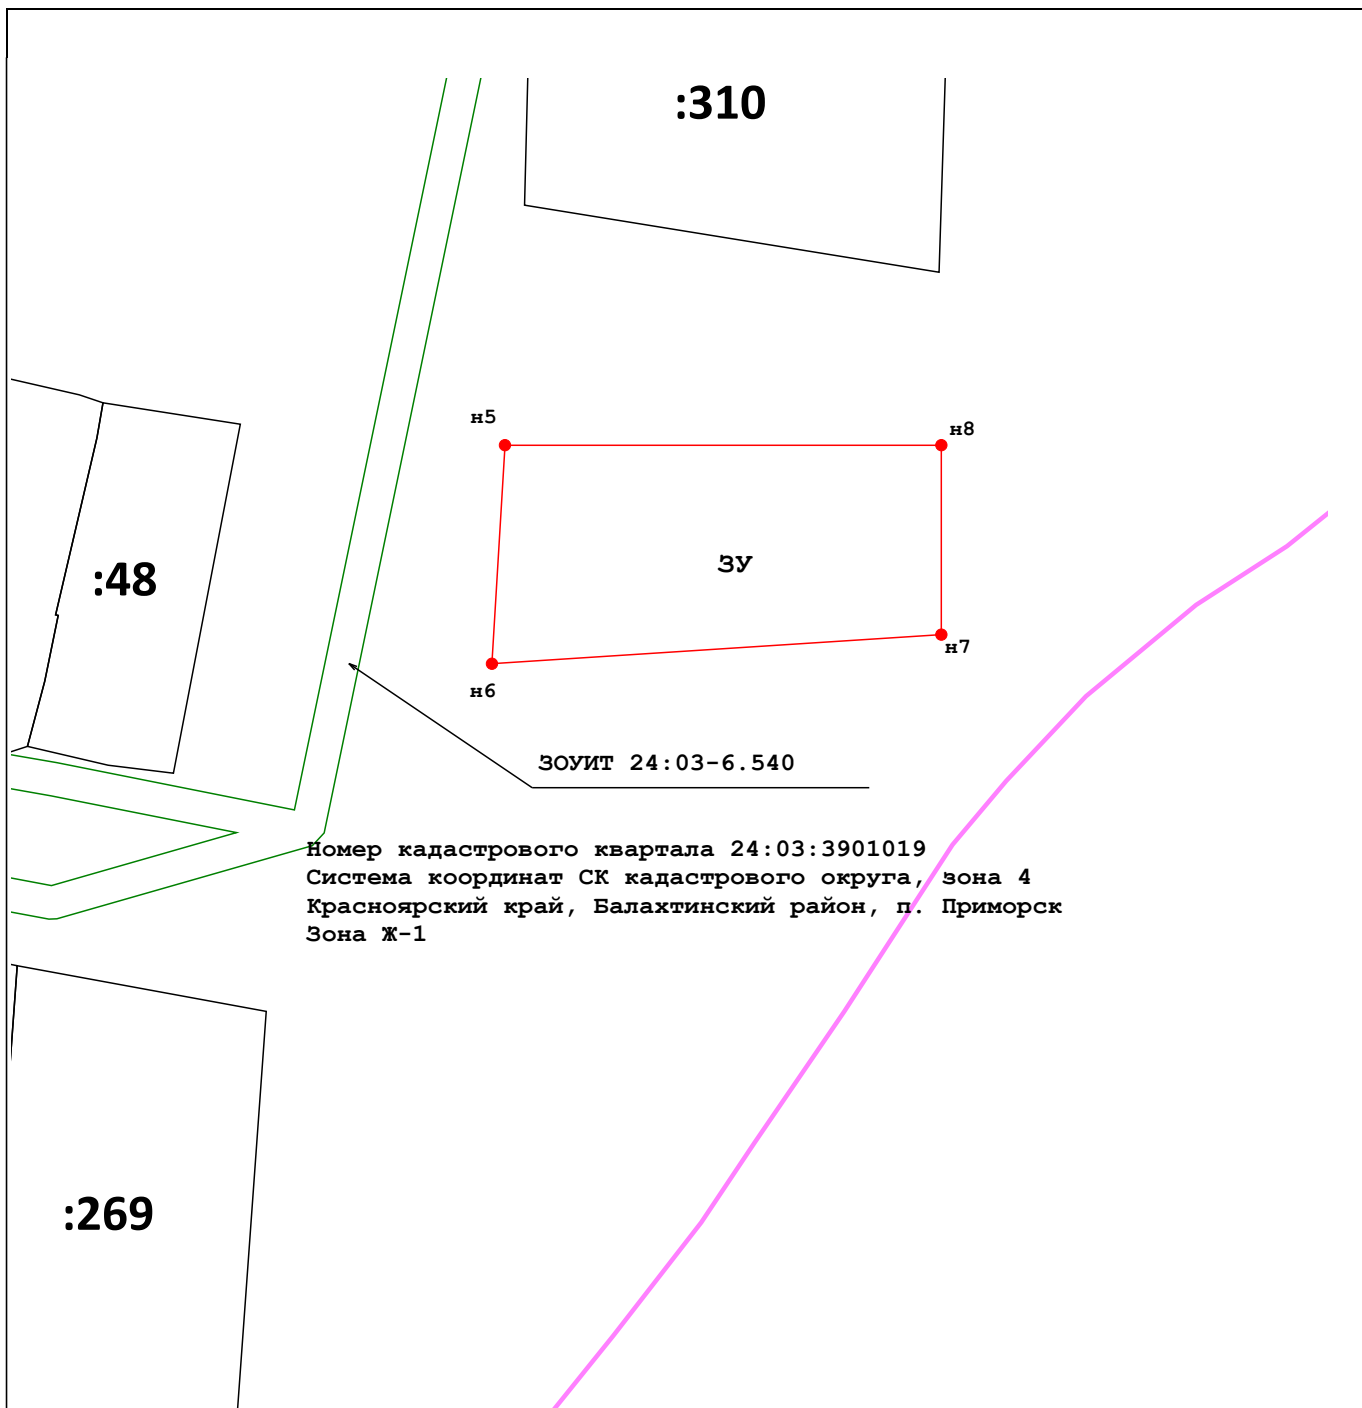 :310
н5
н8
:48
ЗУ
н7
н6
ЗОУИТ 24:03-6.540
Номер кадастрового квартала 24:03:3901019
Система координат СК кадастрового округа, зона 4
Красноярский край, Балахтинский район, п. Приморск
Зона Ж-1
:269